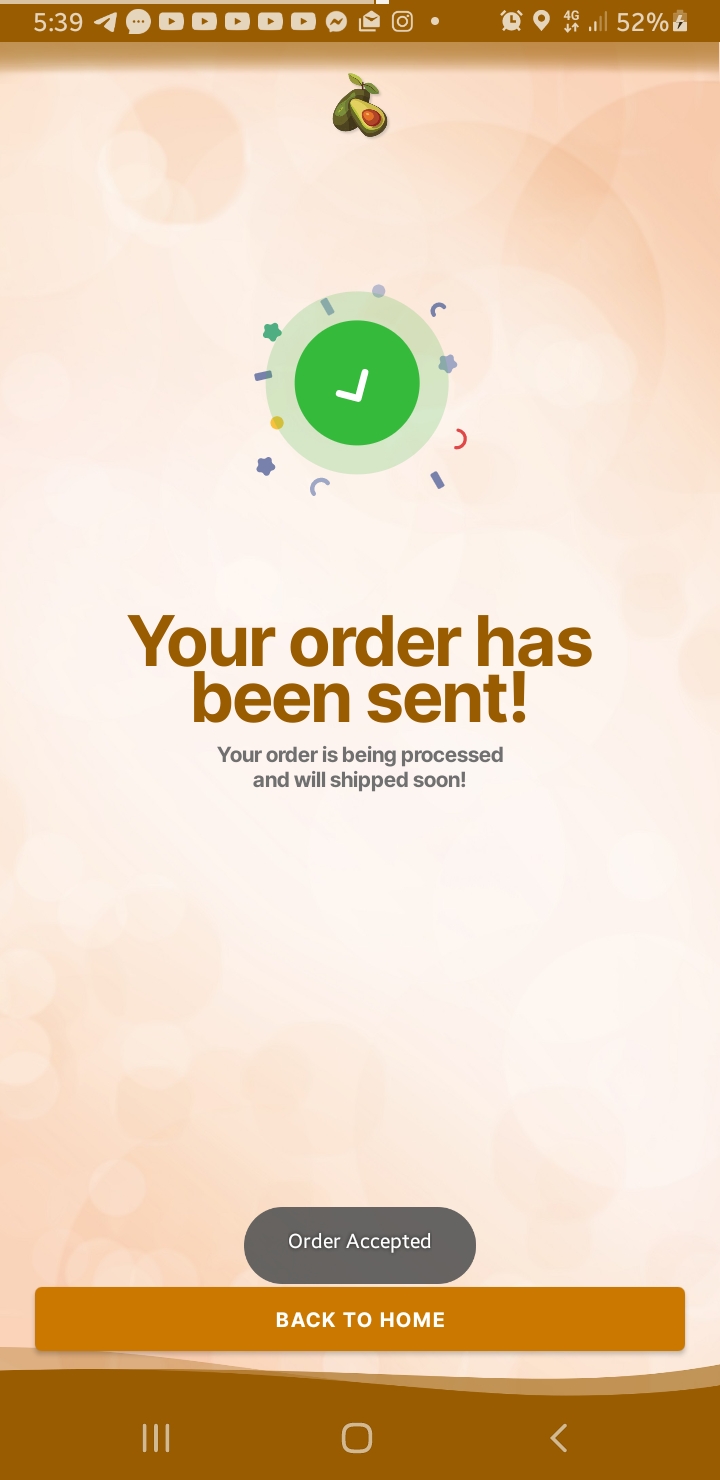 5:39
4G
52%
Your order has
been sent!
Your order is being processed
and will shipped soon!
Order Accepted
BACK TO HOME